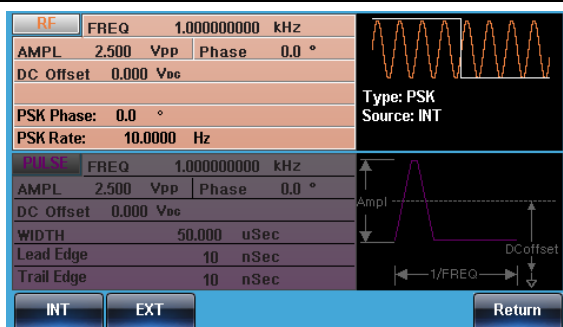 RF FREQ 1.000000000 kHz
AMPL 2.500 Vpp Phase 0.0 °
DC Offset 0.000 VDC
PSK Phase: 0.0 °
PSK Rate: 10.0000 Hz
Type: PSK
Source: INT
PULSE FREQ 1.000000000 kHz
AMPL 2.500 Vpp Phase 0.0 °
DC Offset 0.000 VDC
WIDTH 50.000 uSec
Lead Edge 10 nSec
Trail Edge 10 nSec
Ampl
DCoffset
1/FREQ
INT EXT Return